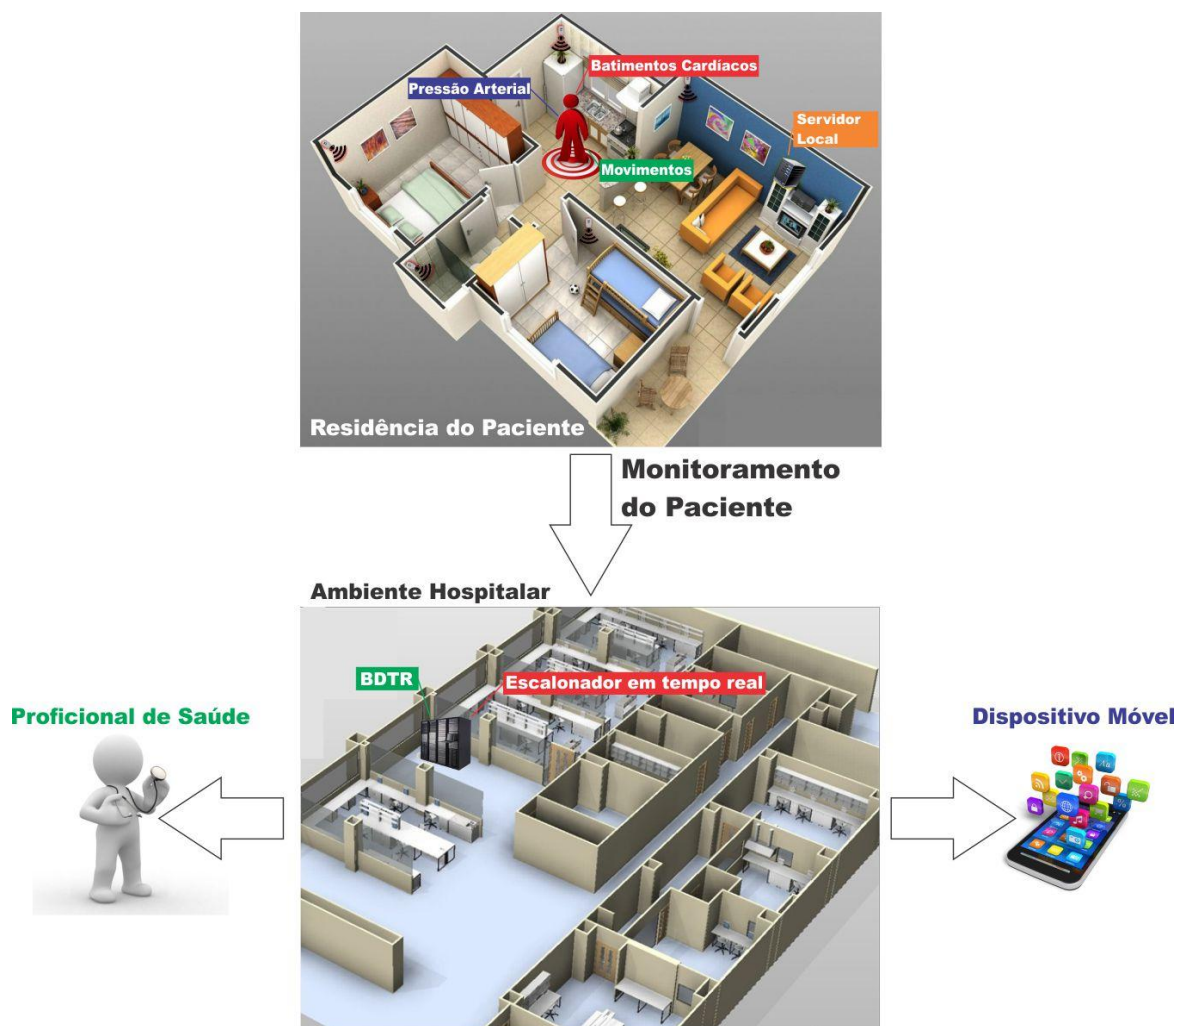 Batimentos Cardíacos
Pressão Arterial
Servidor
Local
Movimentos
Residência do Paciente
Monitoramento
do Paciente
Ambiente Hospitalar
BDTR
Escalonador em tempo real
Proficional de Saúde
Dispositivo Móvel